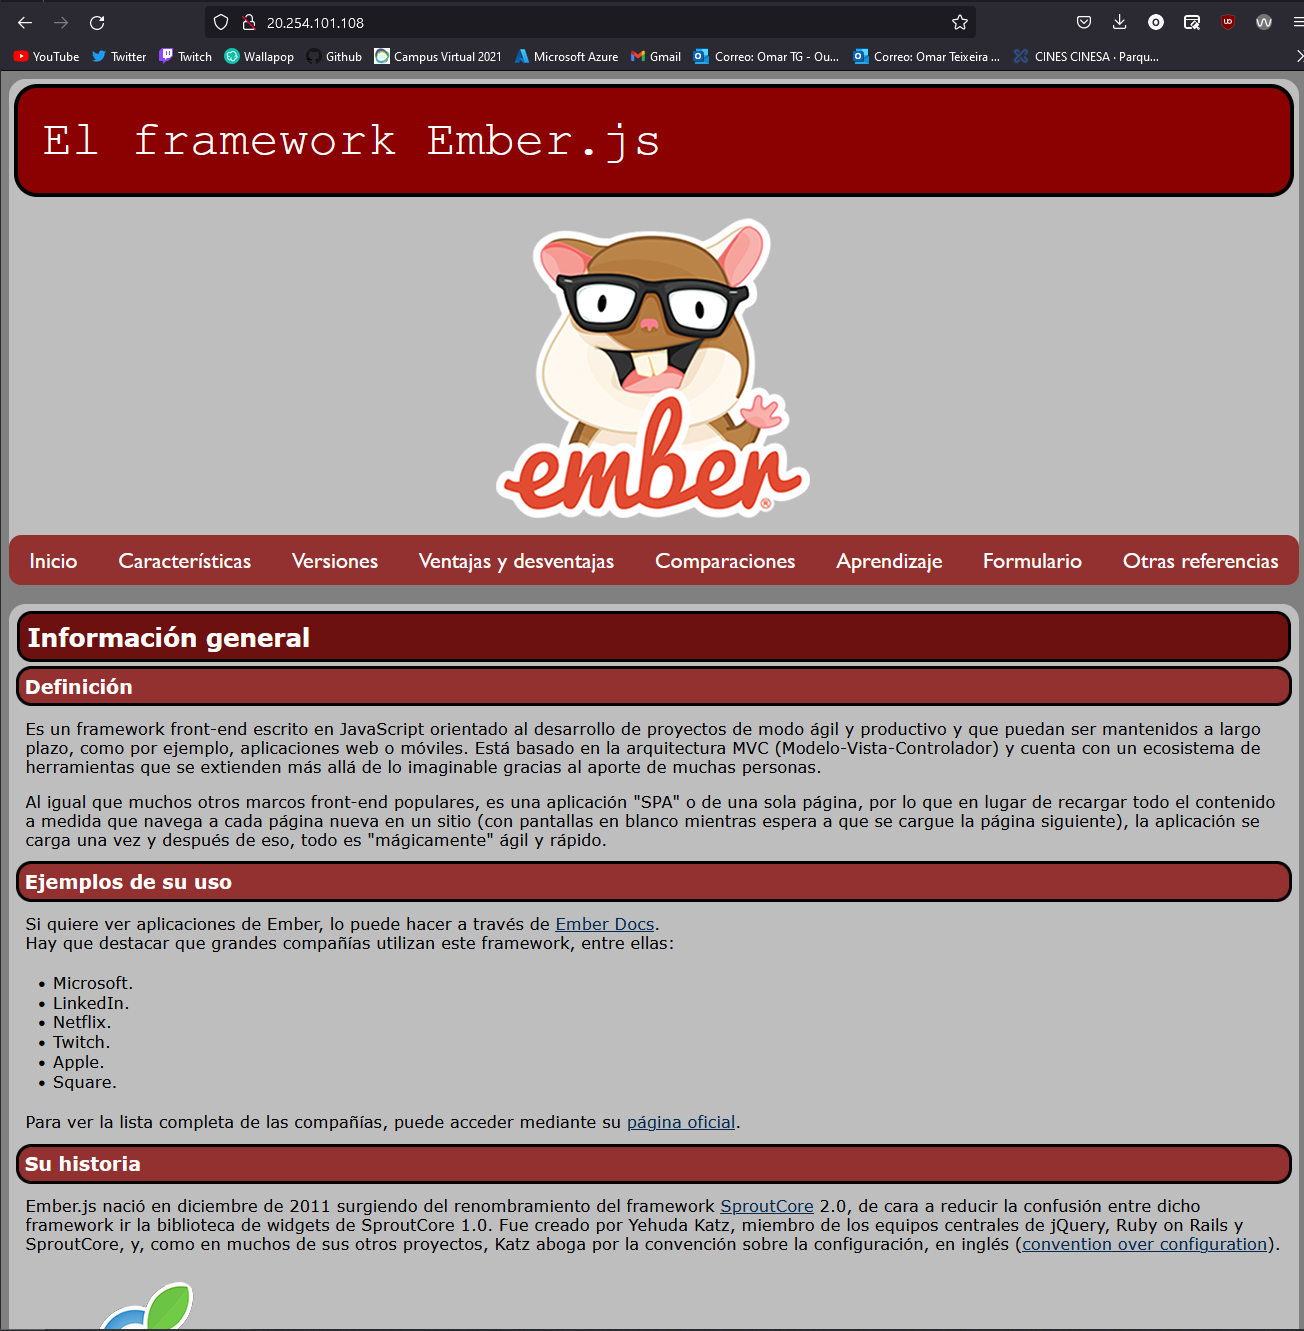 20.254.101.108
YouTube Twitter Twitch Wallapop Github Campus Virtual 2021 Microsoft Azure Gmail Correo: Omar TG - Ou... Correo: Omar Teixeira ... CINES CINESA · Parqu...
El framework Ember.js
ember®
Inicio Características Versiones Ventajas y desventajas Comparaciones Aprendizaje Formulario Otras referencias
Información general
Definición
Es un framework front-end escrito en JavaScript orientado al desarrollo de proyectos de modo ágil y productivo y que puedan ser mantenidos a largo
plazo, como por ejemplo, aplicaciones web o móviles. Está basado en la arquitectura MVC (Modelo-Vista-Controlador) y cuenta con un ecosistema de
herramientas que se extienden más allá de lo imaginable gracias al aporte de muchas personas.
Al igual que muchos otros marcos front-end populares, es una aplicación "SPA" o de una sola página, por lo que en lugar de recargar todo el contenido
a medida que navega a cada página nueva en un sitio (con pantallas en blanco mientras espera a que se cargue la página siguiente), la aplicación se
carga una vez y después de eso, todo es "mágicamente" ágil y rápido.
Ejemplos de su uso
Si quiere ver aplicaciones de Ember, lo puede hacer a través de Ember Docs.
Hay que destacar que grandes compañías utilizan este framework, entre ellas:
• Microsoft.
• LinkedIn.
• Netflix.
• Twitch.
• Apple.
• Square.
Para ver la lista completa de las compañías, puede acceder mediante su página oficial.
Su historia
Ember.js nació en diciembre de 2011 surgiendo del renombramiento del framework SproutCore 2.0, de cara a reducir la confusión entre dicho
framework ir la biblioteca de widgets de SproutCore 1.0. Fue creado por Yehuda Katz, miembro de los equipos centrales de jQuery, Ruby on Rails y
SproutCore, y, como en muchos de sus otros proyectos, Katz aboga por la convención sobre la configuración, en inglés (convention over configuration).